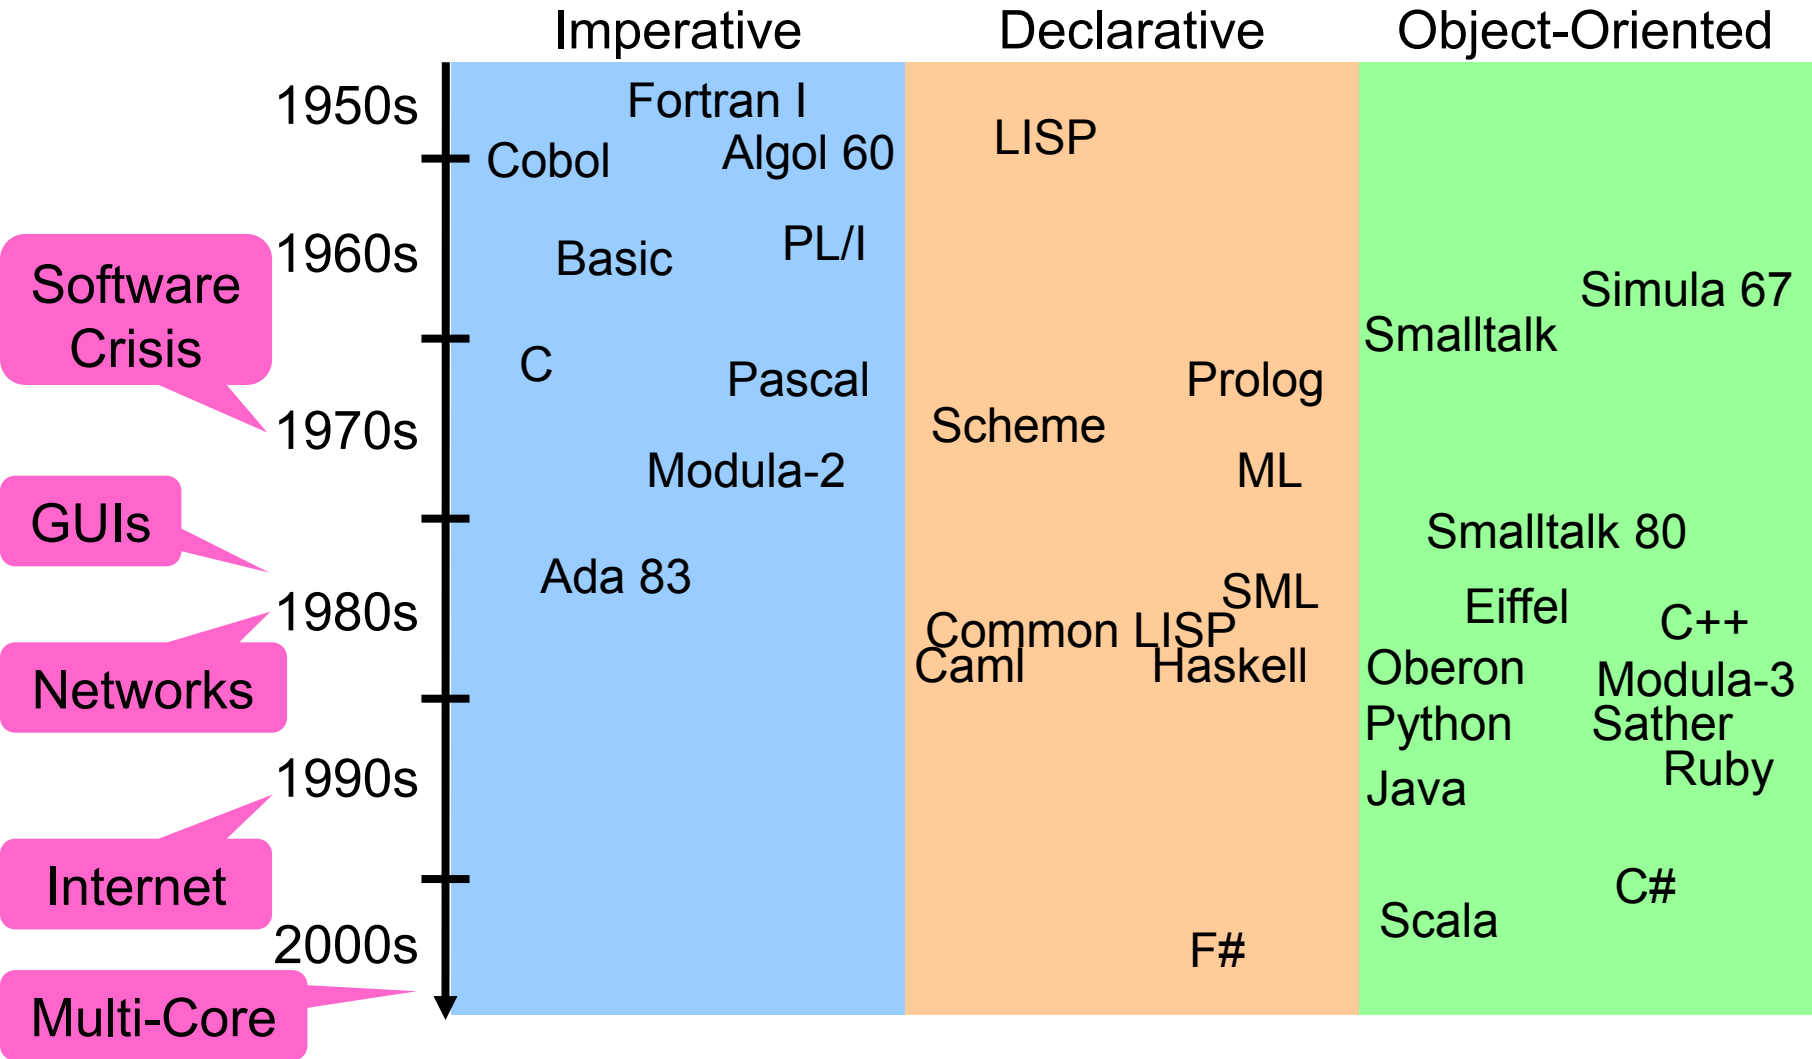 Imperative Declarative Object-Oriented
1950s
Fortran I
LISP
Cobol
Algol 60
1960s
Basic
PL/I
Software
Crisis
Simula 67
Smalltalk
C
Pascal
Prolog
1970s
Scheme
Modula-2
ML
GUIs
Smalltalk 80
Ada 83
SML
1980s
Eiffel
C++
Common LISP
Caml
Haskell
Oberon
Modula-3
Networks
Python
Sather
1990s
Ruby
Java
Internet
C#
Scala
2000s
F#
Multi-Core